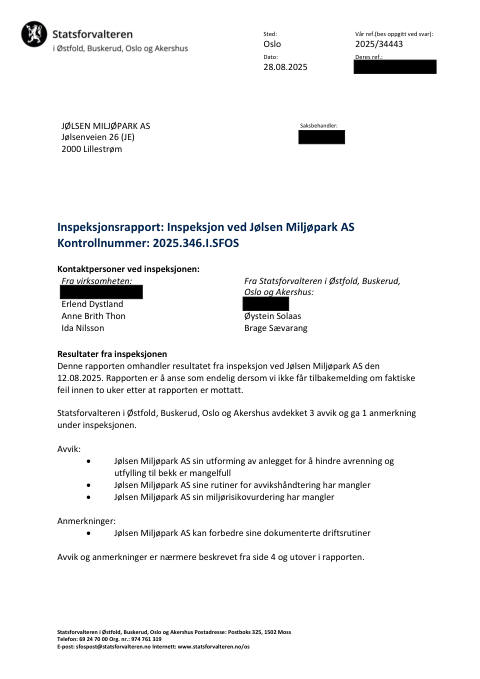 Statsforvalteren
i Østfold, Buskerud, Oslo og Akershus
Sted:
Oslo
Vår ref.(bes oppgitt ved svar):
2025/34443
Dato:
28.08.2025
Deres ref.:
JØLSEN MILJØPARK AS
Jølsenveien 26 (JE)
2000 Lillestrøm
Saksbehandler:
Inspeksjonsrapport: Inspeksjon ved Jølsen Miljøpark AS
Kontrollnummer: 2025.346.I.SFOS
Kontaktpersoner ved inspeksjonen:
Fra virksomheten:
Erlend Dystland
Anne Brith Thon
Ida Nilsson
Fra Statsforvalteren i Østfold, Buskerud,
Oslo og Akershus:
Øystein Solaas
Brage Sævarang
Resultater fra inspeksjonen
Denne rapporten omhandler resultatet fra inspeksjon ved Jølsen Miljøpark AS den
12.08.2025. Rapporten er å anse som endelig dersom vi ikke får tilbakemelding om faktiske
feil innen to uker etter at rapporten er mottatt.
Statsforvalteren i Østfold, Buskerud, Oslo og Akershus avdekket 3 avvik og ga 1 anmerkning
under inspeksjonen.
Avvik:
• Jølsen Miljøpark AS sin utforming av anlegget for å hindre avrenning og
utfylling til bekk er mangelfull
• Jølsen Miljøpark AS sine rutiner for avvikshåndtering har mangler
• Jølsen Miljøpark AS sin miljørisikovurdering har mangler
Anmerkninger:
• Jølsen Miljøpark AS kan forbedre sine dokumenterte driftsrutiner
Avvik og anmerkninger er nærmere beskrevet fra side 4 og utover i rapporten.
Statsforvalteren i Østfold, Buskerud, Oslo og Akershus Postadresse: Postboks 325, 1502 Moss
Telefon: 69 24 70 00 Org. nr.: 974 761 319
E-post: sfospost@statsforvalteren.no Internett: www.statsforvalteren.no/os